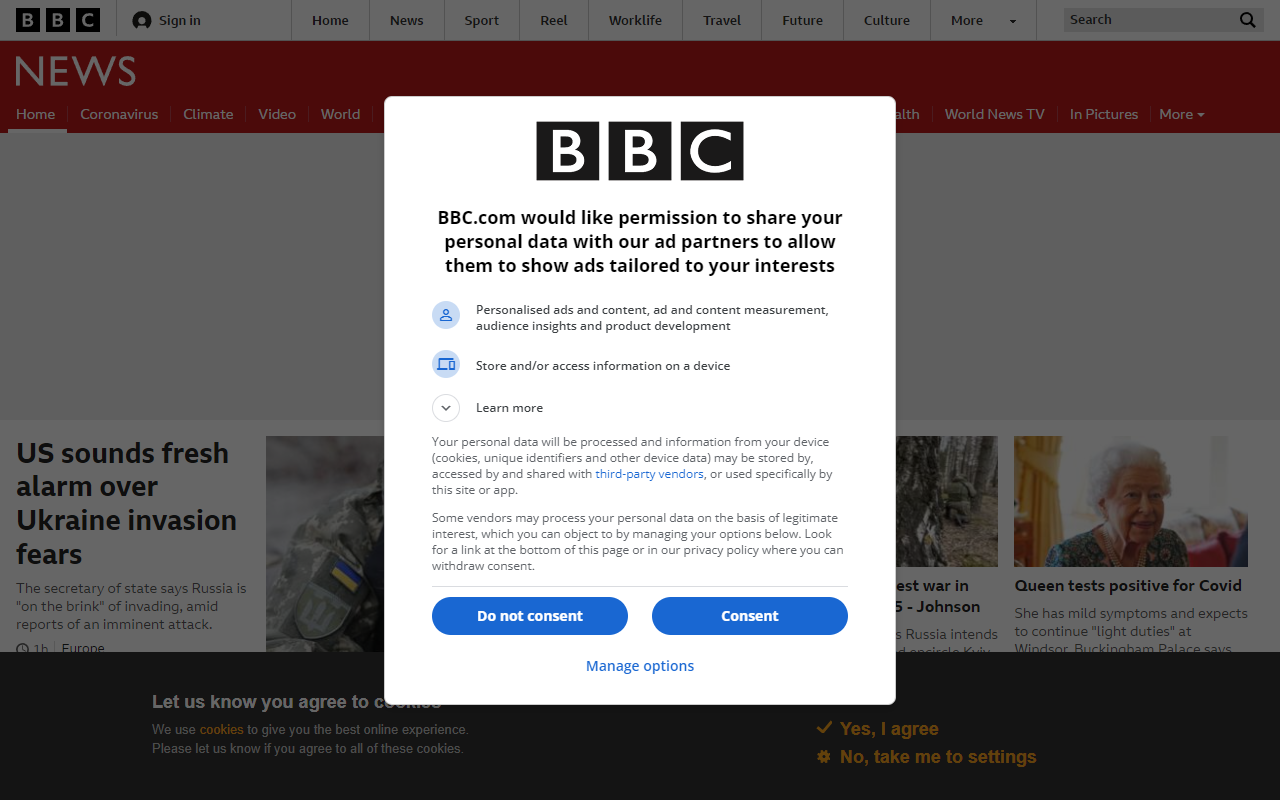 BBC
Sign in
Home
News
Sport
Reel
Worklife
Travel
Future
Culture
More
Search
NEWS
Home
Coronavirus
Climate
Video
World
World News TV
In Pictures
More
BBC
BBC.com would like permission to share your
personal data with our ad partners to allow
them to show ads tailored to your interests
Personalised ads and content, ad and content measurement,
audience insights and product development
Store and/or access information on a device
Learn more
Your personal data will be processed and information from your device
(cookies, unique identifiers and other device data) may be stored by,
accessed by and shared with third-party vendors, or used specifically by
this site or app.
Some vendors may process your personal data on the basis of legitimate
interest, which you can object to by managing your options below. Look
for a link at the bottom of this page or in our privacy policy where you can
withdraw consent.
Do not consent
Consent
Manage options
US sounds fresh
alarm over
Ukraine invasion
fears
The secretary of state says Russia is
"on the brink" of invading, amid
reports of an imminent attack.
1h
Europe
war in
- Johnson
Russia intends
Queen tests positive for Covid
She has mild symptoms and expects
to continue "light duties" at
Windsor, Buckingham Palace says
Let us know you agree to cookies
We use cookies to give you the best online experience.
Please let us know if you agree to all of these cookies.
Yes, I agree
No, take me to settings